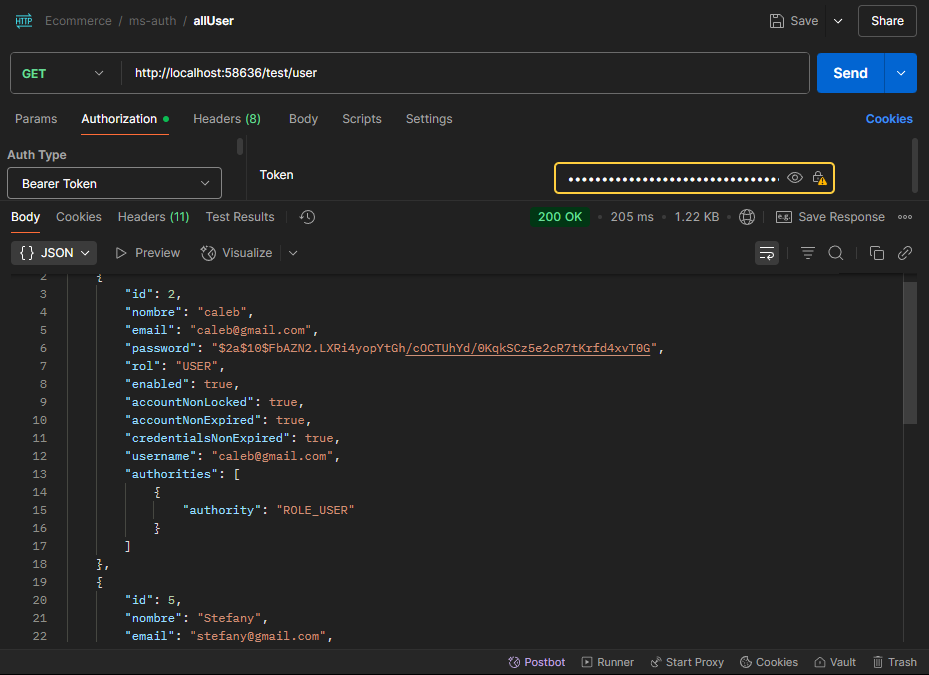 HTTP Ecommerce / ms-auth / allUser Save Share
GET http://localhost:58636/test/user Send
Params Authorization Headers (8) Body Scripts Settings Cookies
Auth Type
Bearer Token
Token
Body Cookies Headers (11) Test Results 200 OK • 205 ms • 1.22 KB • e.g. Save Response
{} JSON Preview Visualize
2 {
3 "id": 2,
4 "nombre": "caleb",
5 "email": "caleb@gmail.com",
6 "password": "$2a$10$FbAZN2.LXRi4yopYtGh/cOCTUhYd/0KqkSCz5e2cR7tKrfd4xvT0G",
7 "rol": "USER",
8 "enabled": true,
9 "accountNonLocked": true,
10 "accountNonExpired": true,
11 "credentialsNonExpired": true,
12 "username": "caleb@gmail.com",
13 "authorities": [
14 {
15 "authority": "ROLE_USER"
16 }
17 ]
18 },
19 {
20 "id": 5,
21 "nombre": "Stefany",
22 "email": "stefany@gmail.com",
Postbot Runner Start Proxy Cookies Vault Trash